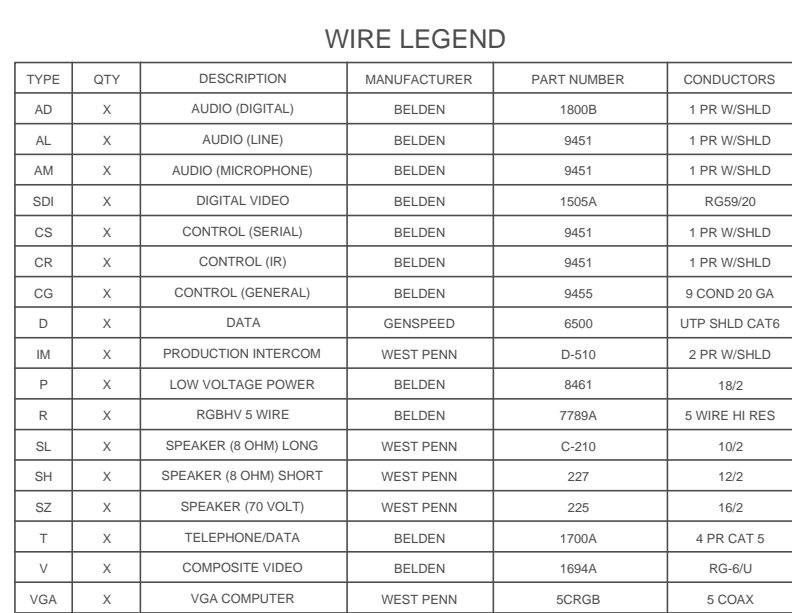 WIRE LEGEND
TYPE QTY DESCRIPTION MANUFACTURER PART NUMBER CONDUCTORS
AD X AUDIO (DIGITAL) BELDEN 1800B 1 PR W/SHLD
AL X AUDIO (LINE) BELDEN 9451 1 PR W/SHLD
AM X AUDIO (MICROPHONE) BELDEN 9451 1 PR W/SHLD
SDI X DIGITAL VIDEO BELDEN 1505A RG59/20
CS X CONTROL (SERIAL) BELDEN 9451 1 PR W/SHLD
CR X CONTROL (IR) BELDEN 9451 1 PR W/SHLD
CG X CONTROL (GENERAL) BELDEN 9455 9 COND 20 GA
D X DATA GENSPEED 6500 UTP SHLD CAT6
IM X PRODUCTION INTERCOM WEST PENN D-510 2 PR W/SHLD
P X LOW VOLTAGE POWER BELDEN 8461 18/2
R X RGBHV 5 WIRE BELDEN 7789A 5 WIRE HI RES
SL X SPEAKER (8 OHM) LONG WEST PENN C-210 10/2
SH X SPEAKER (8 OHM) SHORT WEST PENN 227 12/2
SZ X SPEAKER (70 VOLT) WEST PENN 225 16/2
T X TELEPHONE/DATA BELDEN 1700A 4 PR CAT 5
V X COMPOSITE VIDEO BELDEN 1694A RG-6/U
VGA X VGA COMPUTER WEST PENN 5CRGB 5 COAX